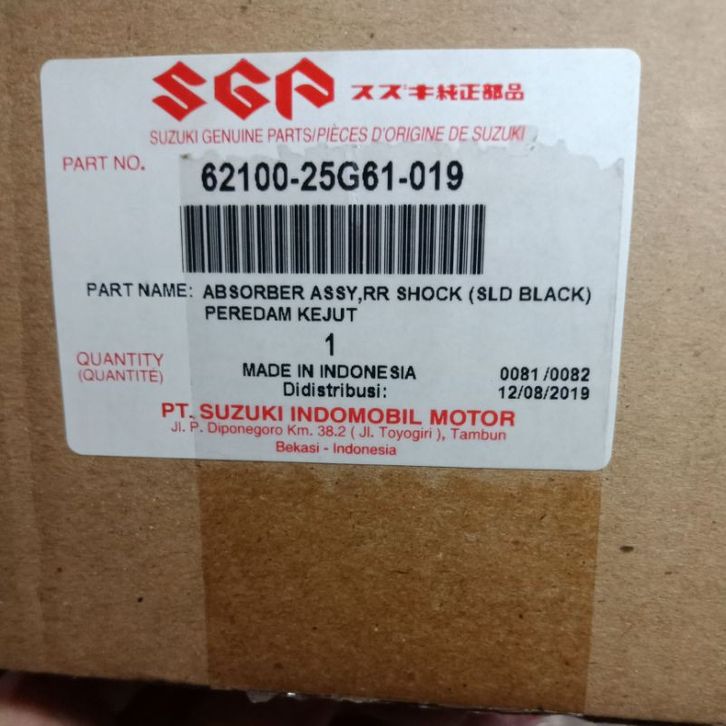 SGP スズキ純正部品
SUZUKI GENUINE PARTS/PIÈCES D'ORIGINE DE SUZUKI
PART NO. 62100-25G61-019
PART NAME: ABSORBER ASSY,RR SHOCK (SLD BLACK)
PEREDAM KEJUT
QUANTITY 1
(QUANTITÉ) MADE IN INDONESIA 0081/0082
Didistribusi: 12/08/2019
PT. SUZUKI INDOMOBIL MOTOR
Jl. P. Diponegoro Km. 38.2 ( Jl. Toyogiri ), Tambun
Bekasi - Indonesia